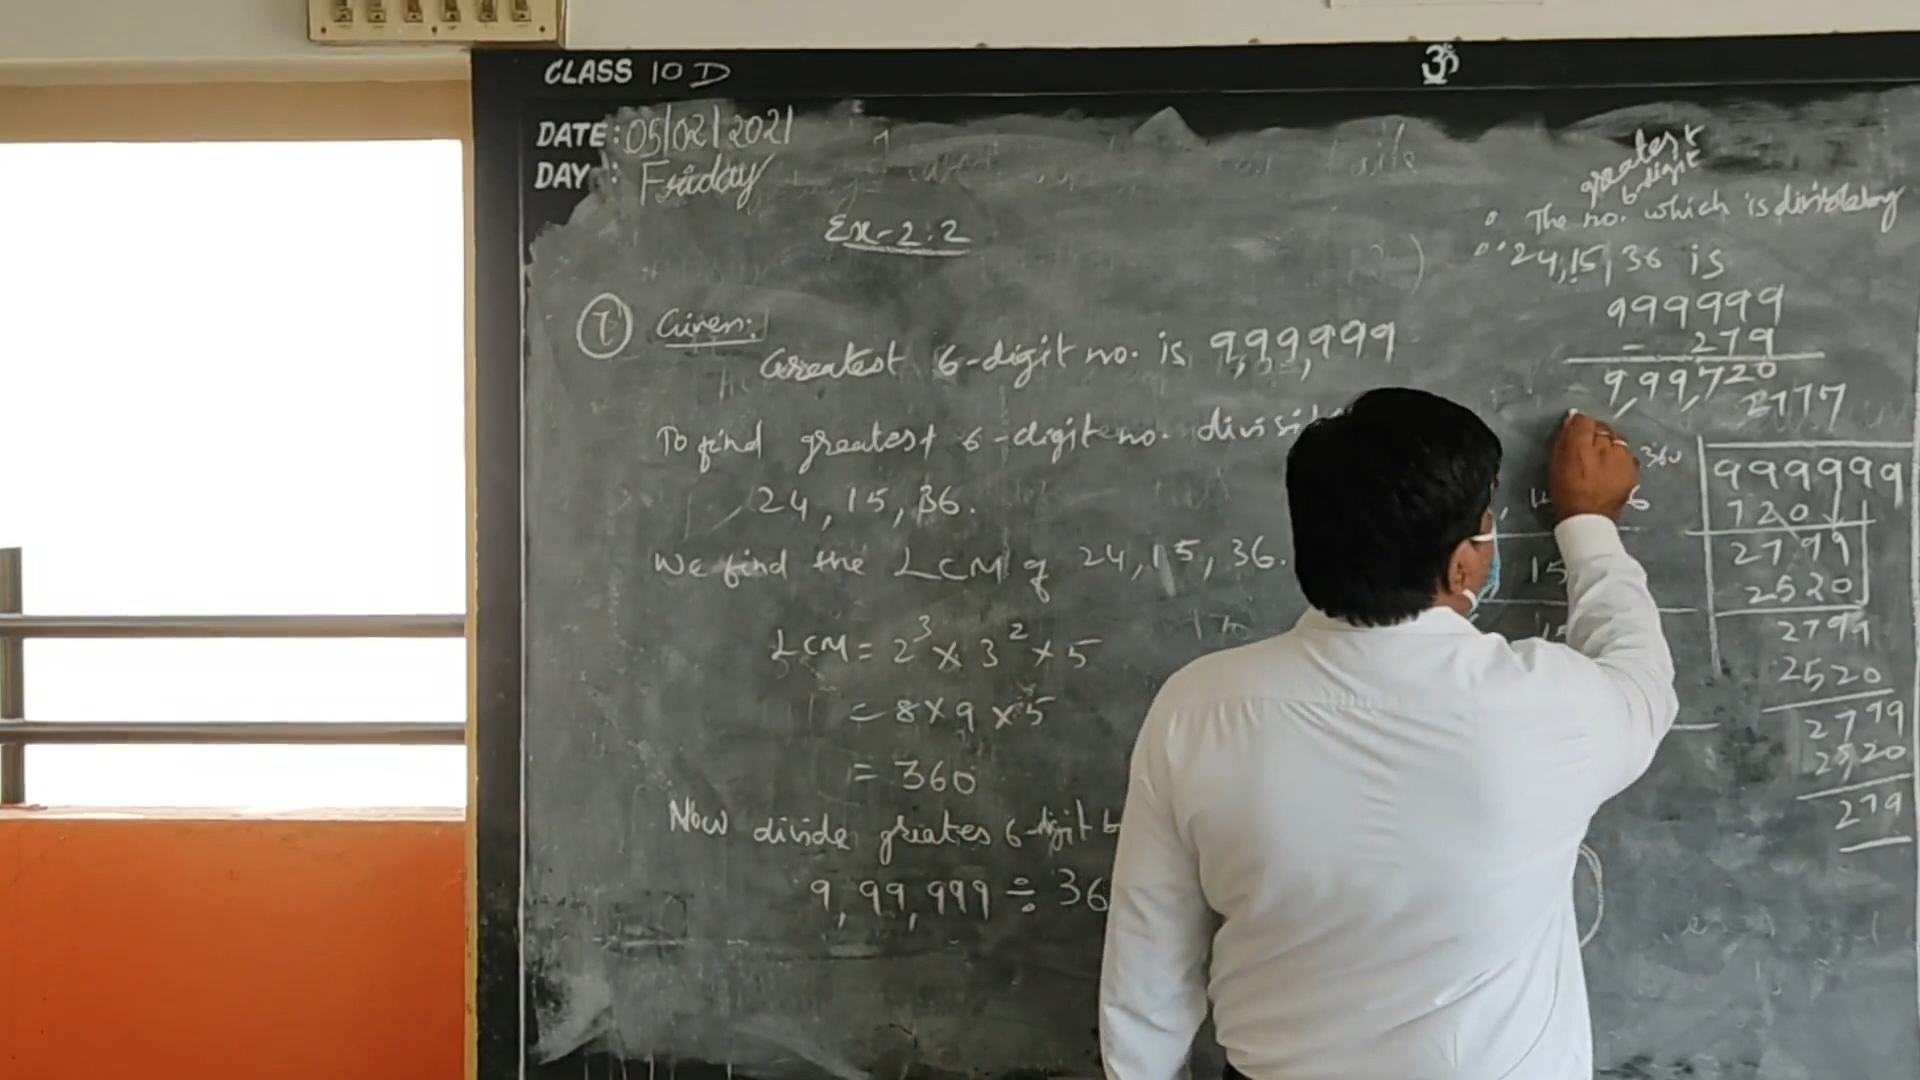 CLASS 10 D
ॐ
DATE: 05/02/2021
DAY : Friday
Ex-2.2
7 Given:
Greatest 6-digit no. is 9,99,999
To find greatest 6-digit no.
24, 15, 36.
We find the LCM of 24, 15, 36.
LCM = 2³ × 3² × 5
= 8 × 9 × 5
= 360
Now divide greates 6-digit
9,99,999 ÷ 36
greatest
6-digit
∴ The no. which is divisible by
24, 15, 36 is
999999
- 279
9,99,720
2777
360 999999
720
2799
2520
2799
2520
2779
2520
279
15